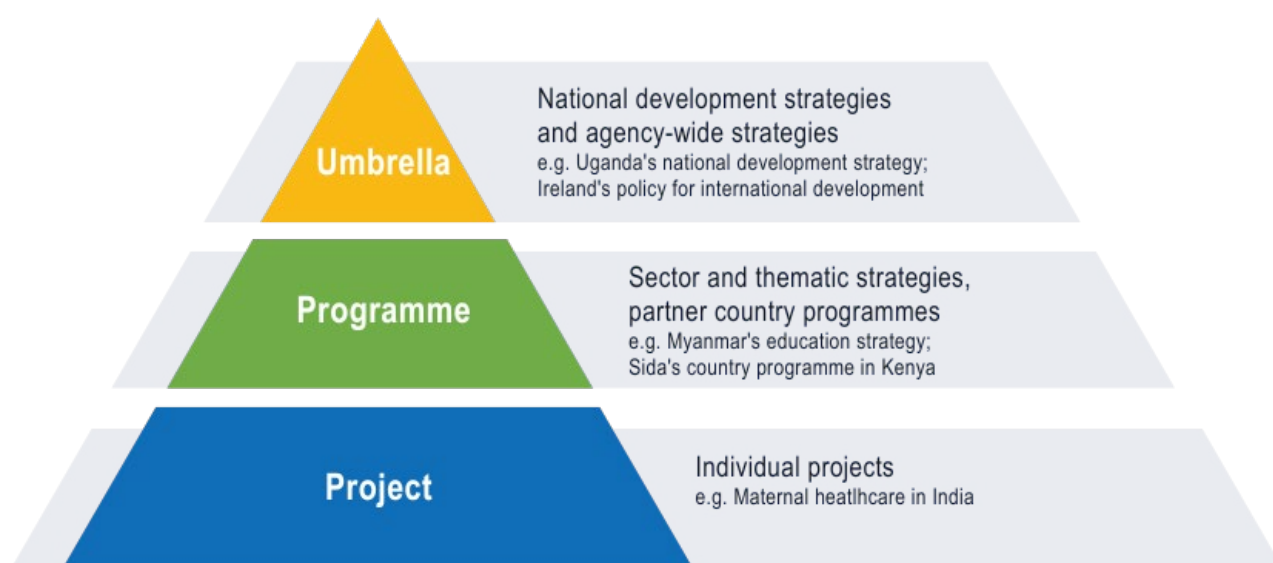 Umbrella
National development strategies
and agency-wide strategies
e.g. Uganda's national development strategy;
Ireland's policy for international development
Programme
Sector and thematic strategies,
partner country programmes
e.g. Myanmar's education strategy;
Sida's country programme in Kenya
Project
Individual projects
e.g. Maternal heatlhcare in India